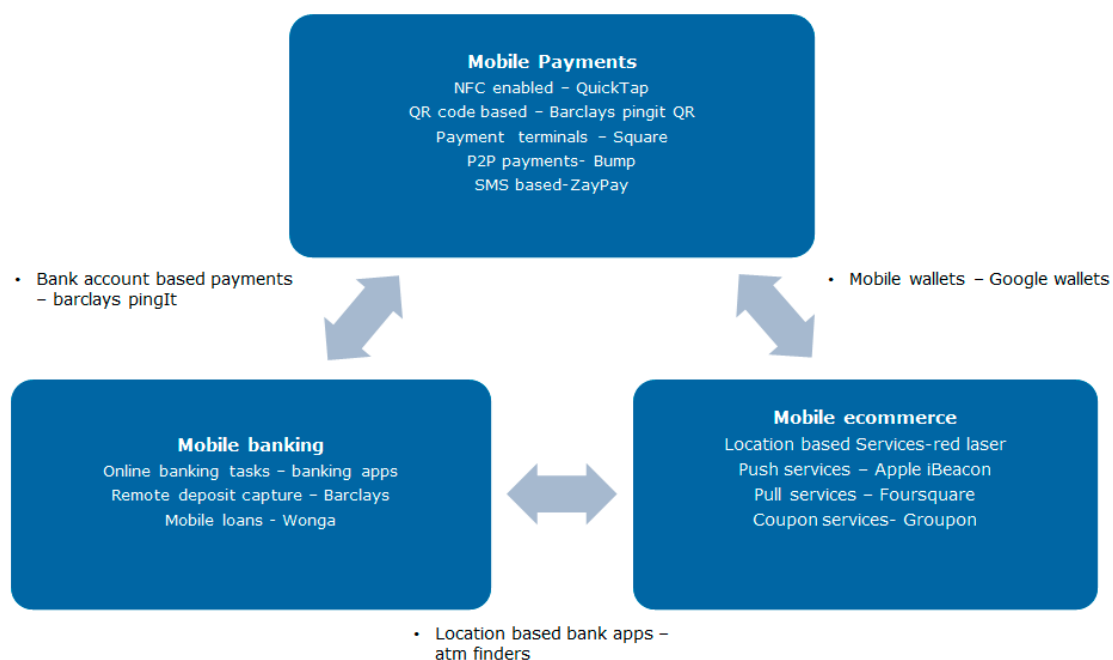 Mobile Payments
NFC enabled – QuickTap
QR code based – Barclays pingit QR
Payment terminals – Square
P2P payments- Bump
SMS based-ZayPay
• Bank account based payments
– barclays pingIt
• Mobile wallets – Google wallets
Mobile banking
Online banking tasks – banking apps
Remote deposit capture – Barclays
Mobile loans - Wonga
Mobile ecommerce
Location based Services-red laser
Push services – Apple iBeacon
Pull services – Foursquare
Coupon services- Groupon
• Location based bank apps –
atm finders